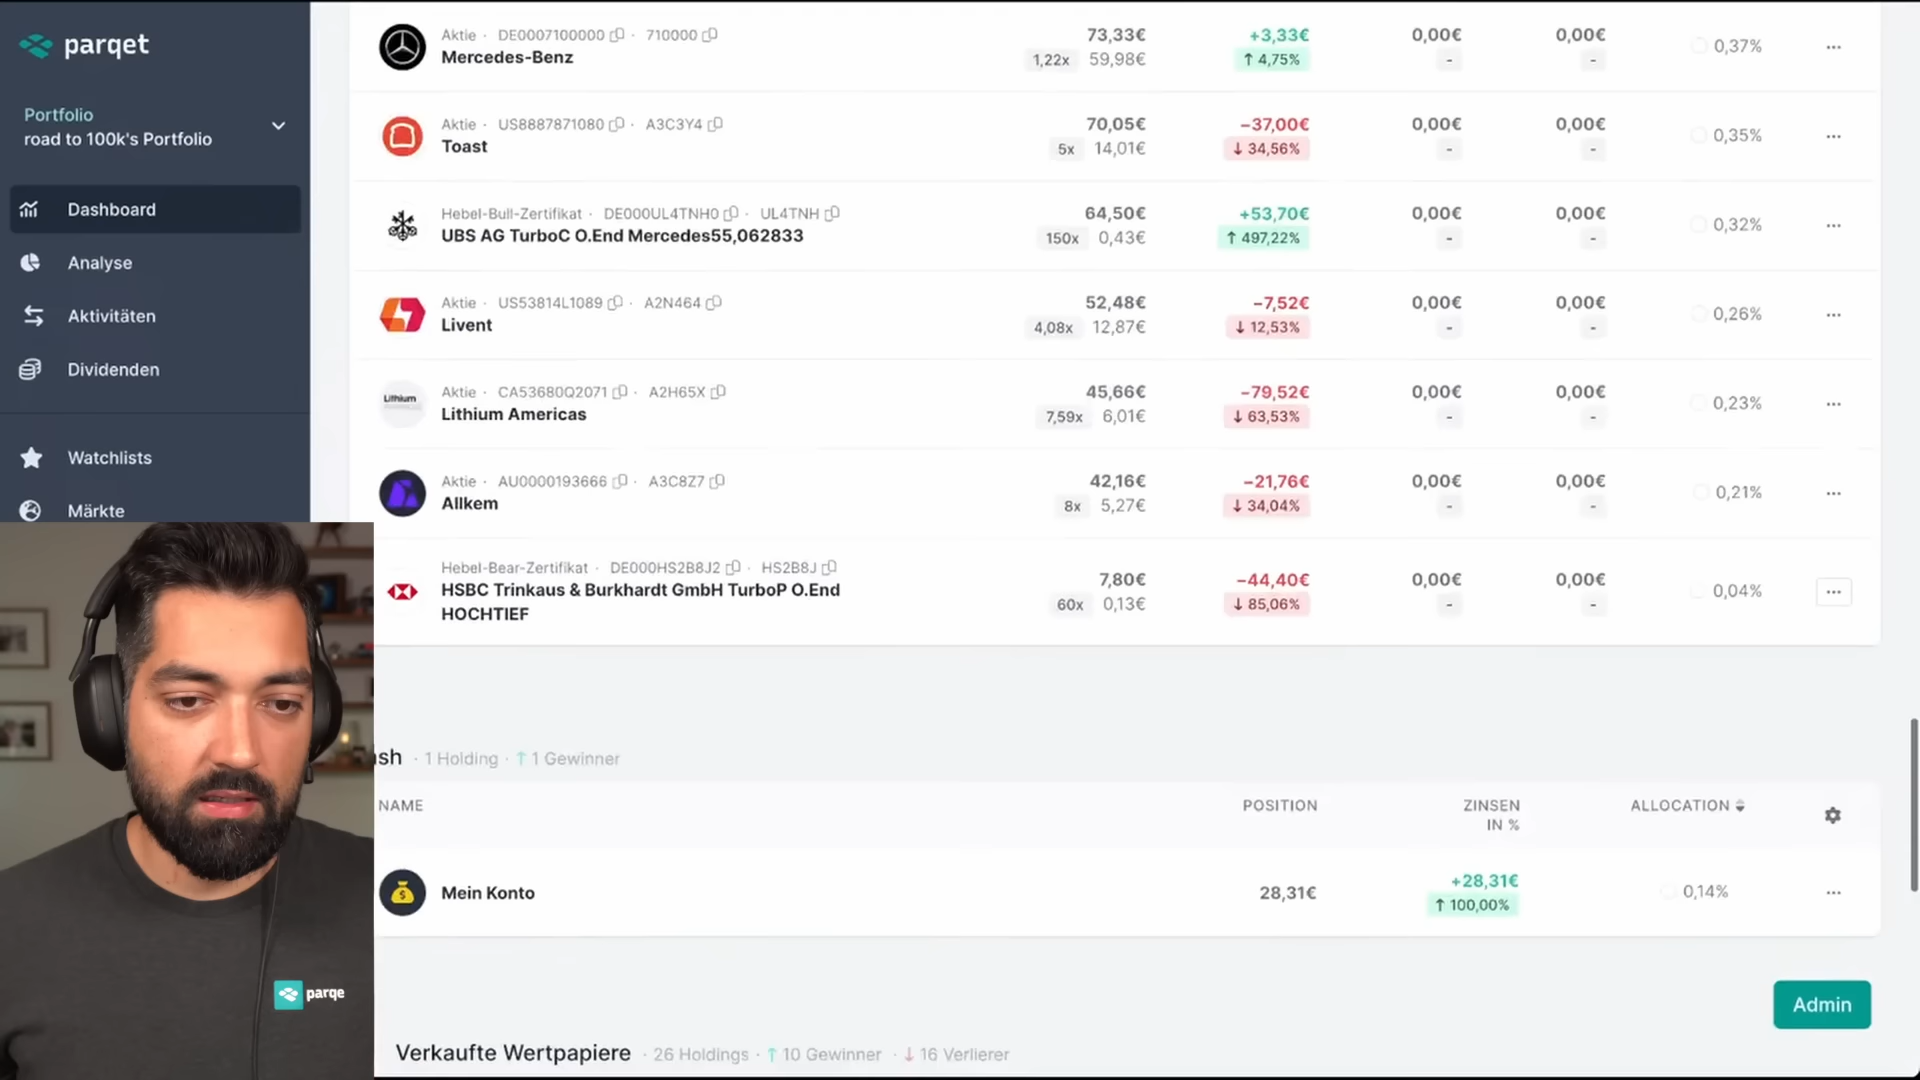 parqet
Portfolio
road to 100k's Portfolio
Dashboard
Analyse
Aktivitäten
Dividenden
Watchlists
Märkte
Aktie · DE0007100000 · 710000
Mercedes-Benz
73,33€
1,22x 59,98€
+3,33€
↑ 4,75%
0,00€
-
0,00€
-
0,37%
Aktie · US8887871080 · A3C3Y4
Toast
70,05€
5x 14,01€
−37,00€
↓ 34,56%
0,00€
-
0,00€
-
0,35%
Hebel-Bull-Zertifikat · DE000UL4TNH0 · UL4TNH
UBS AG TurboC O.End Mercedes55,062833
64,50€
150x 0,43€
+53,70€
↑ 497,22%
0,00€
-
0,00€
-
0,32%
Aktie · US53814L1089 · A2N464
Livent
52,48€
4,08x 12,87€
−7,52€
↓ 12,53%
0,00€
-
0,00€
-
0,26%
Lithium
Aktie · CA53680Q2071 · A2H65X
Lithium Americas
45,66€
7,59x 6,01€
−79,52€
↓ 63,53%
0,00€
-
0,00€
-
0,23%
Aktie · AU0000193666 · A3C8Z7
Allkem
42,16€
8x 5,27€
−21,76€
↓ 34,04%
0,00€
-
0,00€
-
0,21%
Hebel-Bear-Zertifikat · DE000HS2B8J2 · HS2B8J
HSBC Trinkaus & Burkhardt GmbH TurboP O.End
HOCHTIEF
7,80€
60x 0,13€
−44,40€
↓ 85,06%
0,00€
-
0,00€
-
0,04%
sh · 1 Holding · ↑ 1 Gewinner
NAME
POSITION
ZINSEN
IN %
ALLOCATION
Mein Konto
28,31€
+28,31€
↑ 100,00%
0,14%
parqe
Admin
Verkaufte Wertpapiere · 26 Holdings · ↑ 10 Gewinner · ↓ 16 Verlierer